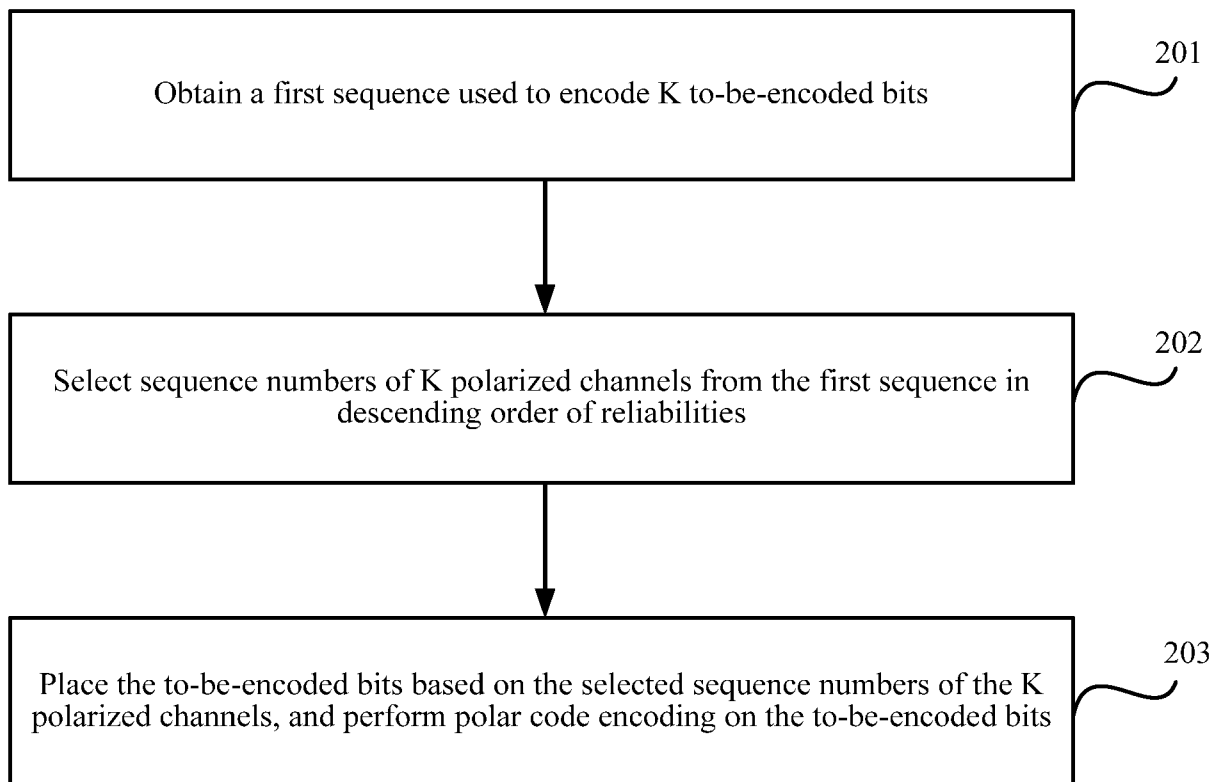 201
Obtain a first sequence used to encode K to-be-encoded bits
202
Select sequence numbers of K polarized channels from the first sequence in
descending order of reliabilities
203
Place the to-be-encoded bits based on the selected sequence numbers of the K
polarized channels, and perform polar code encoding on the to-be-encoded bits